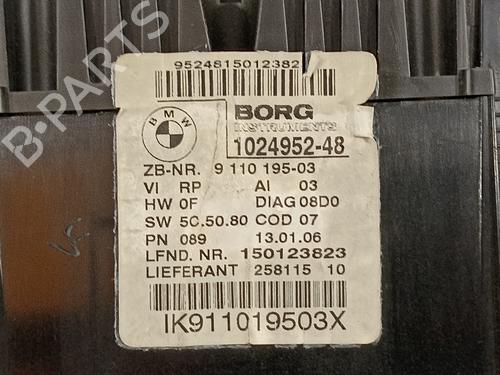 9524815012382
BMW
BORG
INSTRUMENTS
1024952-48
ZB-NR. 9 110 195-03
VI RP AI 03
HW 0F DIAG 08D0
SW 5C.50.80 COD 07
PN 089 13.01.06
LFND. NR. 150123823
LIEFERANT 258115 10
IK911019503X
B-PARTS